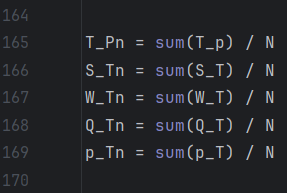 164
165 T_Pn = sum(T_p) / N
166 S_Tn = sum(S_T) / N
167 W_Tn = sum(W_T) / N
168 Q_Tn = sum(Q_T) / N
169 p_Tn = sum(p_T) / N
170